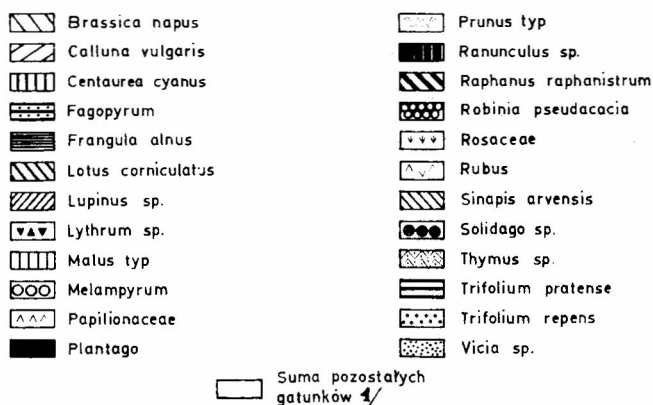 Brassica napus
Calluna vulgaris
Centaurea cyanus
Fagopyrum
Frangula alnus
Lotus corniculatus
Lupinus sp.
Lythrum sp.
Malus typ
Melampyrum
Papilionaceae
Plantago
Prunus typ
Ranunculus sp.
Raphanus raphanistrum
Robinia pseudacacia
Rosaceae
Rubus
Sinapis arvensis
Solidago sp.
Thymus sp.
Trifolium pratense
Trifolium repens
Vicia sp.
Suma pozostałych
gatunków 1/